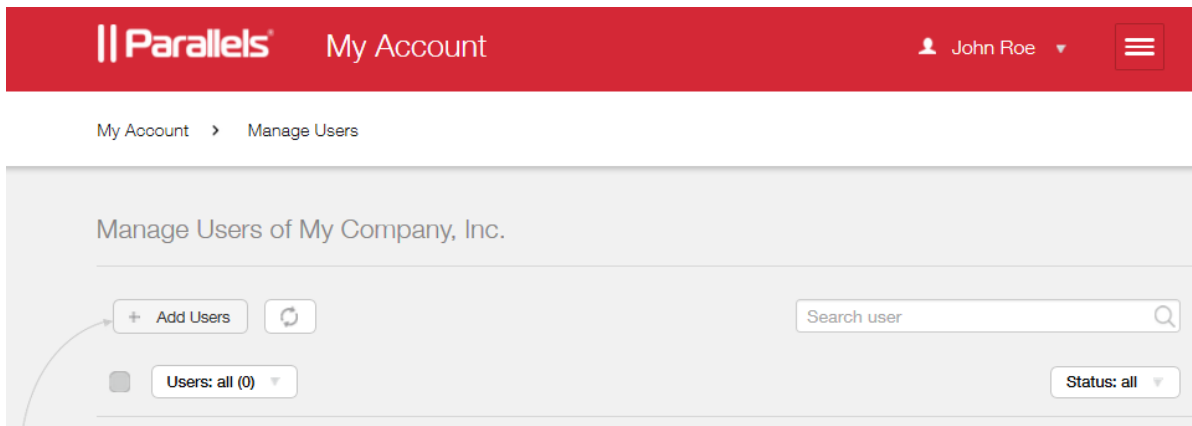 || Parallels® My Account John Roe
My Account > Manage Users
Manage Users of My Company, Inc.
+ Add Users Search user
Users: all (0) Status: all